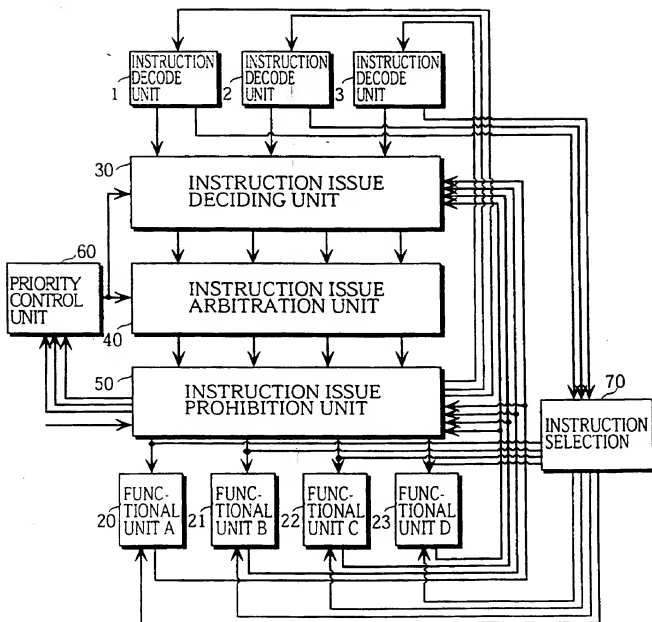 INSTRUCTION
DECODE
UNIT
1
INSTRUCTION
DECODE
UNIT
2
INSTRUCTION
DECODE
UNIT
3
30
INSTRUCTION ISSUE
DECIDING UNIT
60
PRIORITY
CONTROL
UNIT
INSTRUCTION ISSUE
ARBITRATION UNIT
40
50
INSTRUCTION ISSUE
PROHIBITION UNIT
70
INSTRUCTION
SELECTION
FUNC-
TIONAL
UNIT A
20
FUNC-
TIONAL
UNIT B
21
FUNC-
TIONAL
UNIT C
22
FUNC-
TIONAL
UNIT D
23